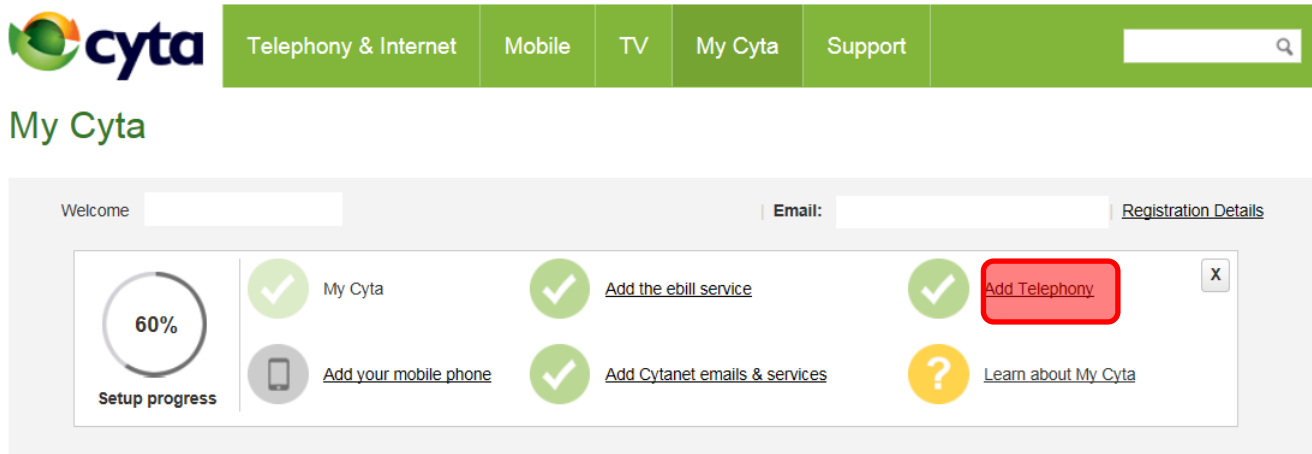 cyta Telephony & Internet Mobile TV My Cyta Support
My Cyta
Welcome | Email: | Registration Details
My Cyta Add the ebill service Add Telephony X
60%
Add your mobile phone Add Cytanet emails & services ? Learn about My Cyta
Setup progress